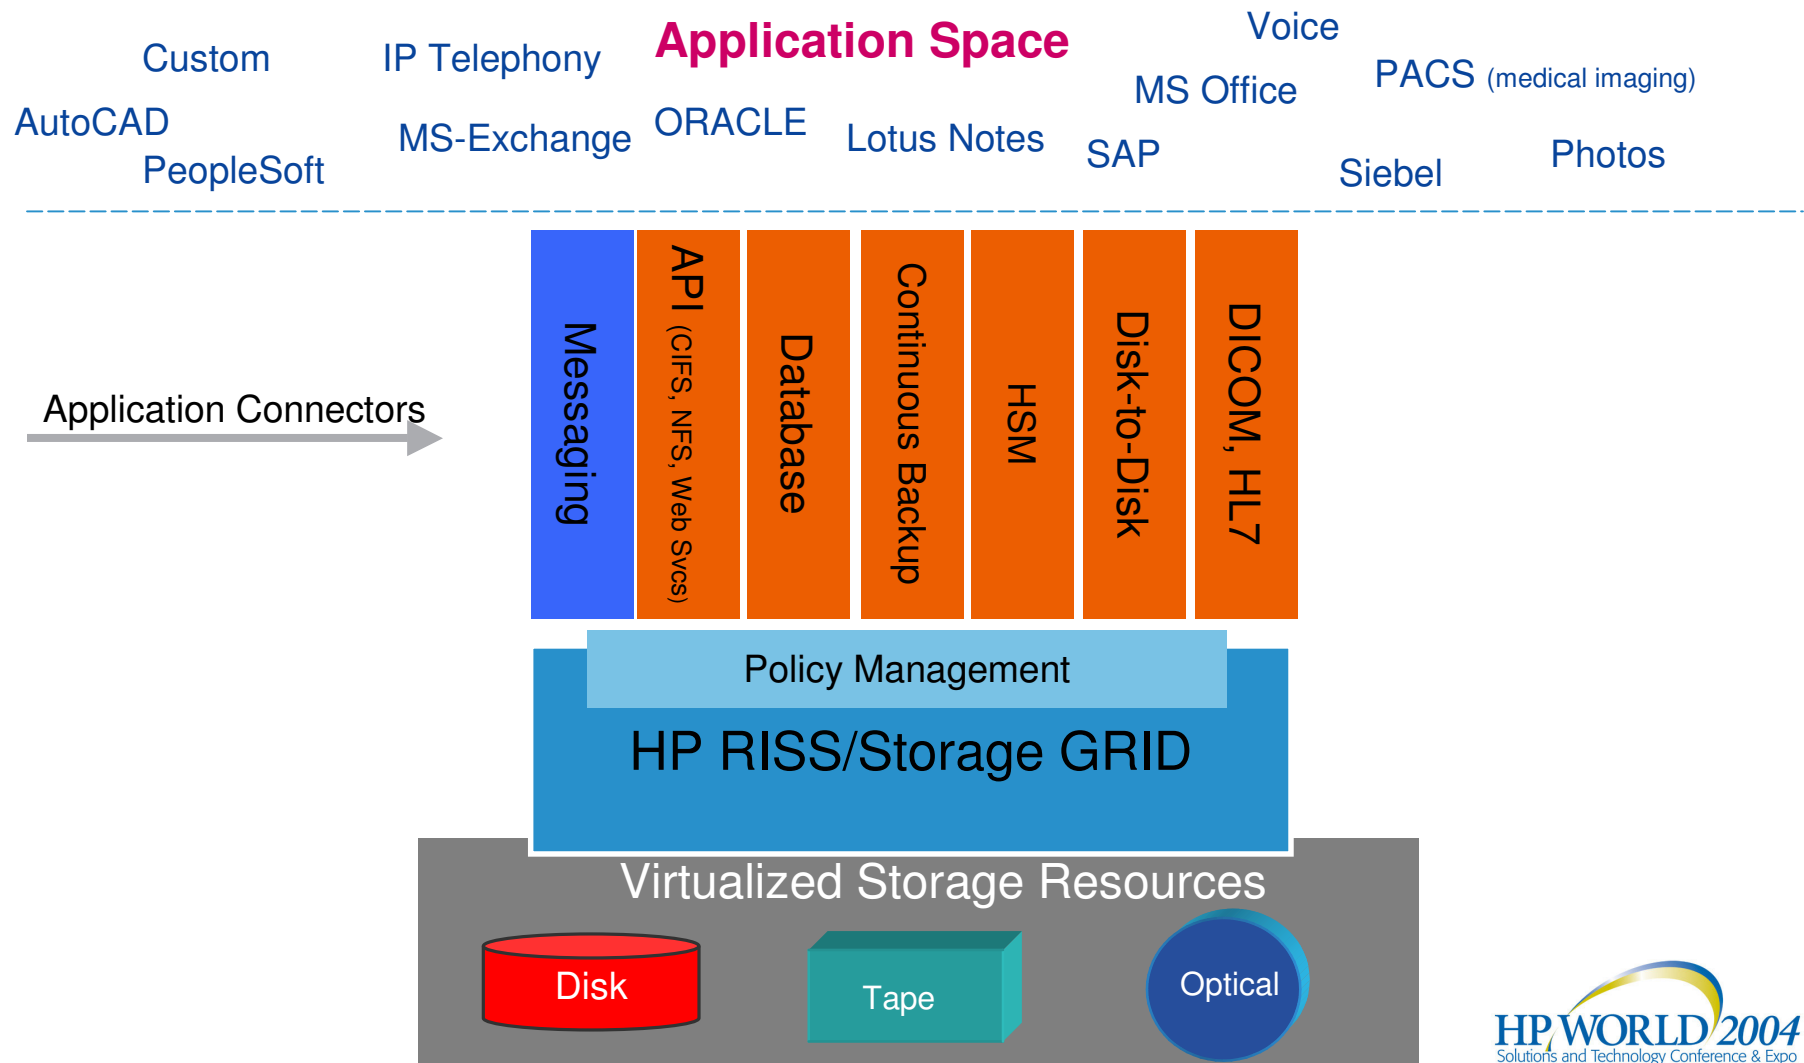 Application Space
Voice
Custom
IP Telephony
PACS (medical imaging)
MS Office
AutoCAD
ORACLE
MS-Exchange
Lotus Notes
SAP
Photos
PeopleSoft
Siebel
Application Connectors
Messaging
API (CIFS, NFS, Web Svcs)
Database
Continuous Backup
HSM
Disk-to-Disk
DICOM, HL7
Policy Management
HP RISS/Storage GRID
Virtualized Storage Resources
Disk
Tape
Optical
HP WORLD 2004
Solutions and Technology Conference & Expo